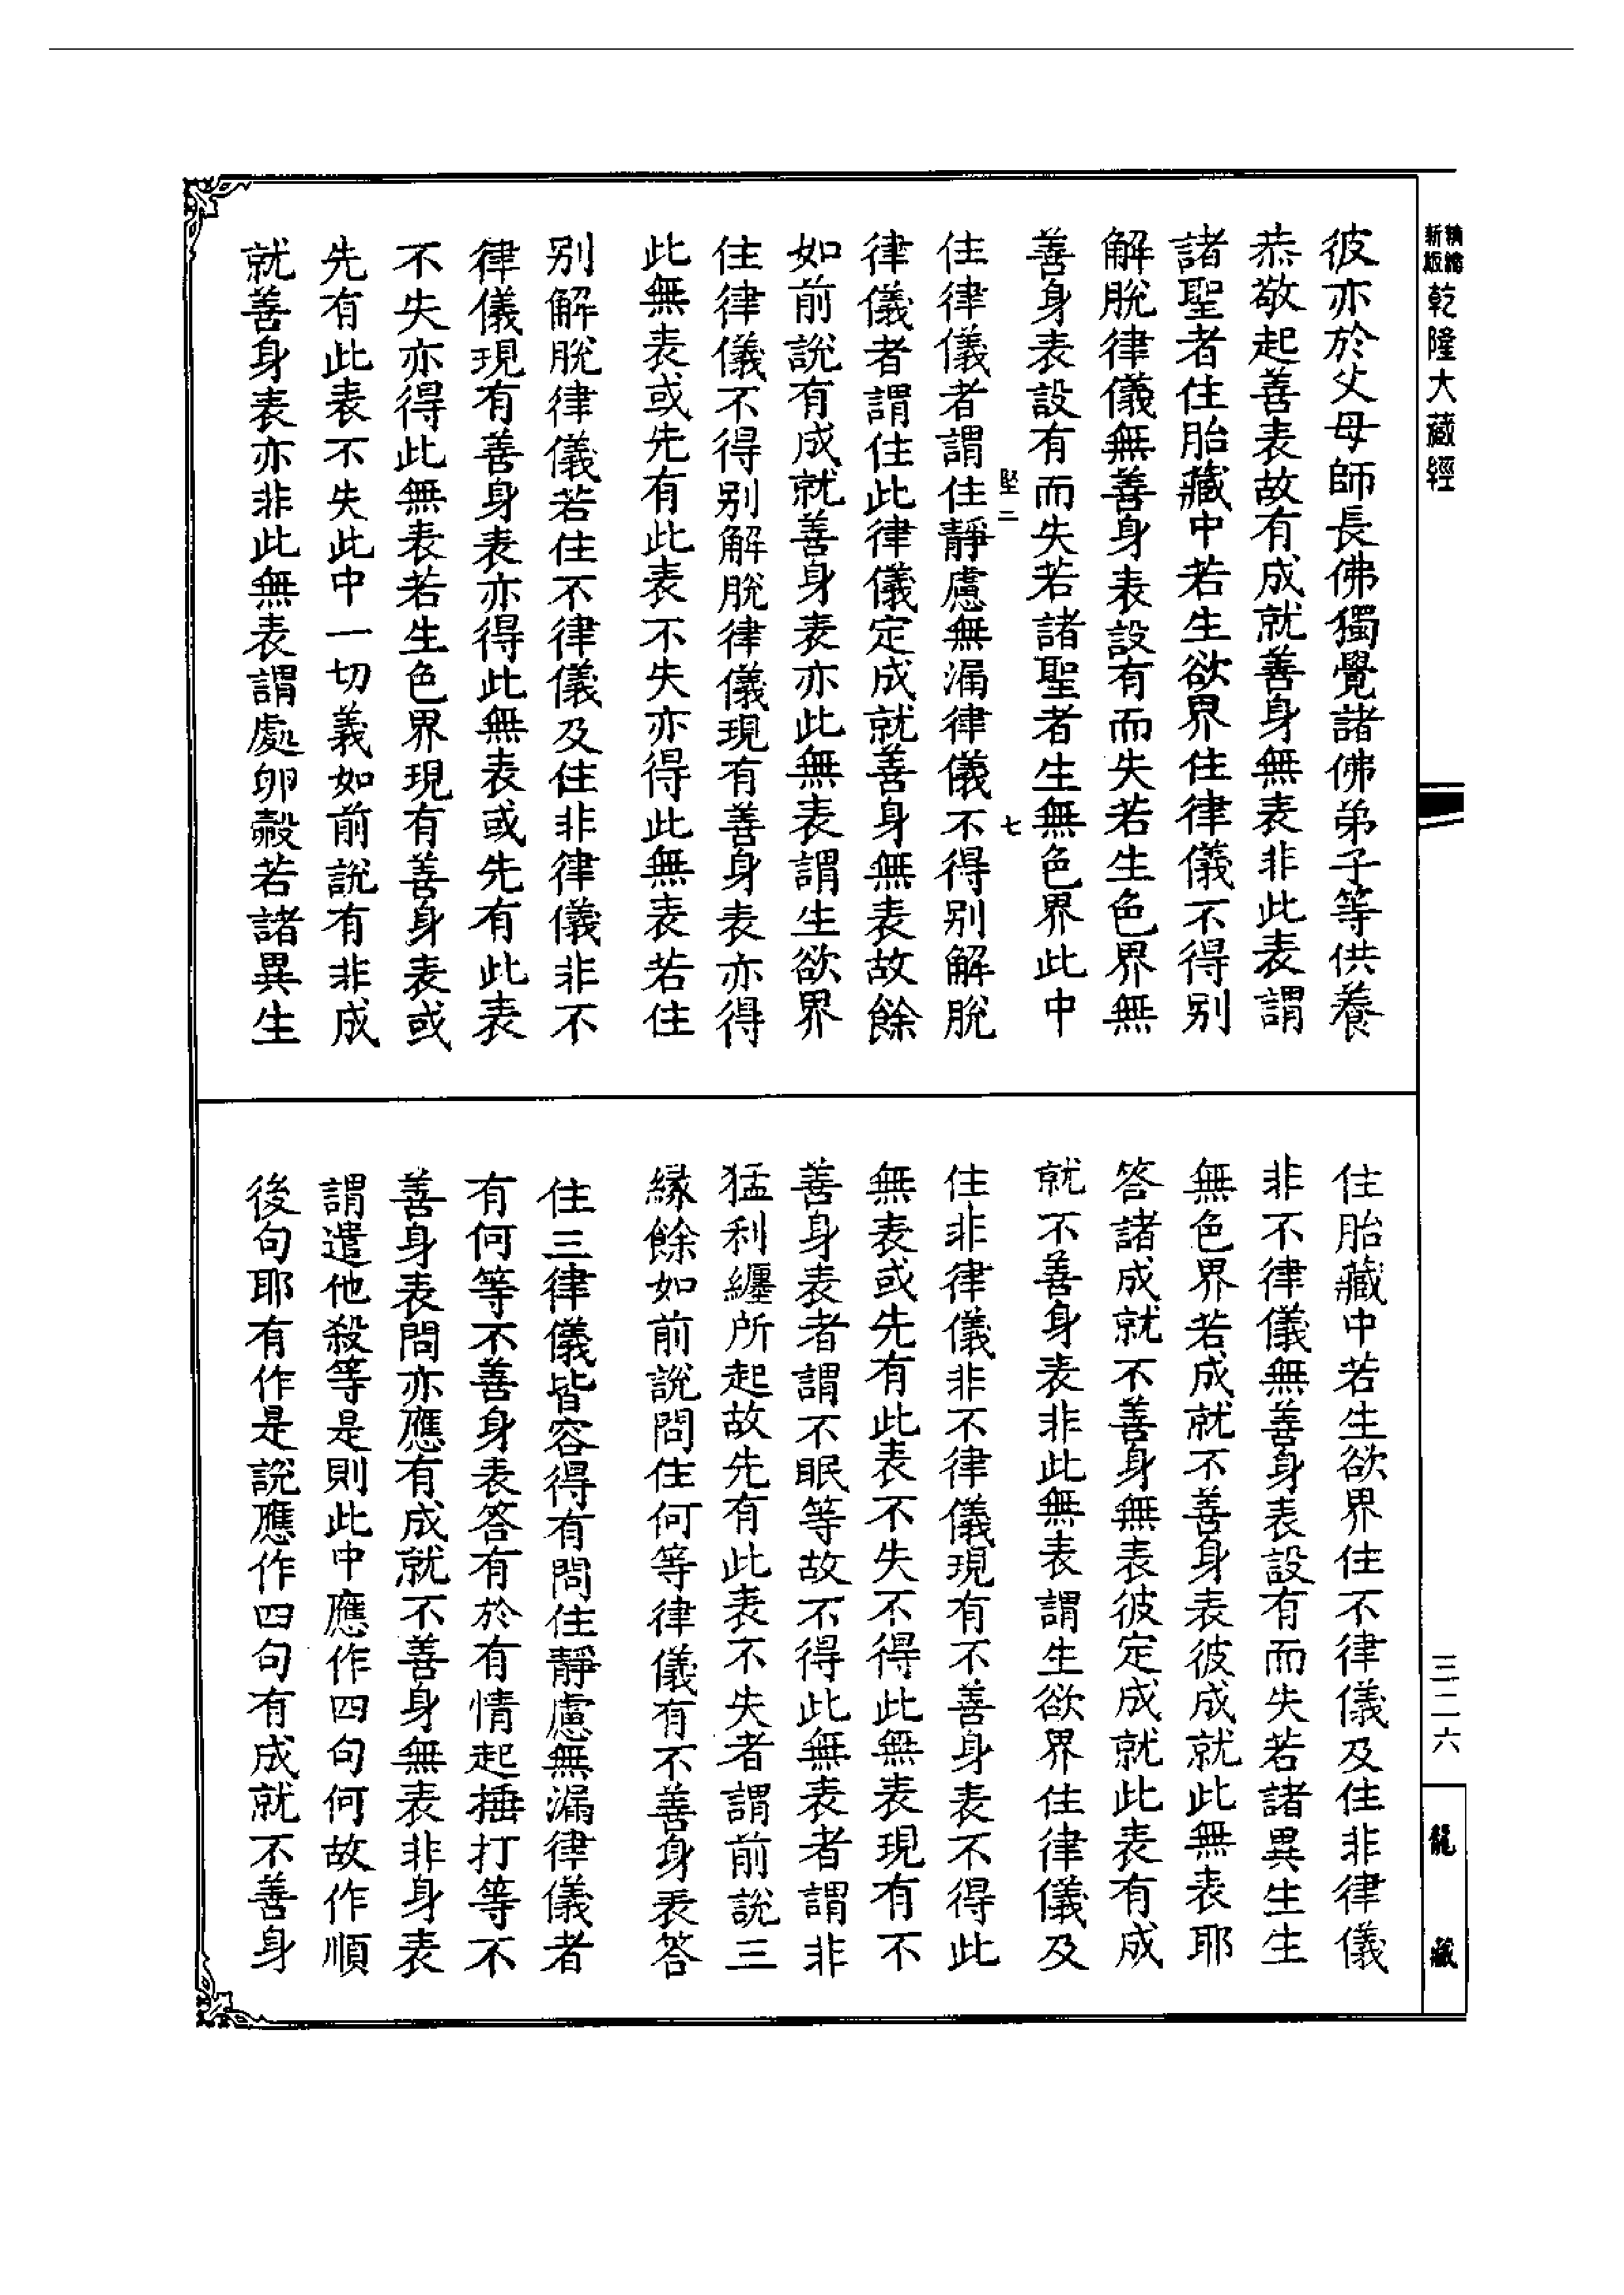 精縮
新版
乾隆大藏經
彼亦於父母師長佛獨覺諸佛弟子等供養
恭敬起善表故有成就善身無表非此表謂
諸聖者住胎藏中若生欲界住律儀不得別
解脫律儀無善身表設有而失若生色界無
善身表設有而失若諸聖者生無色界此中
堅二
七
住律儀者謂住靜慮無漏律儀不得別解脫
律儀者謂住此律儀定成就善身無表故餘
如前說有成就善身表亦此無表謂生欲界
住律儀不得別解脫律儀現有善身表亦得
此無表或先有此表不失亦得此無表若住
別解脫律儀若住不律儀及住非律儀非不
律儀現有善身表亦得此無表或先有此表
不失亦得此無表若生色界現有善身表或
先有此表不失此中一切義如前說有非成
就善身表亦非此無表謂處卵㲉若諸異生
住胎藏中若生欲界住不律儀及住非律儀
非不律儀無善身表設有而失若諸異生生
無色界若成就不善身表彼成就此無表耶
答諸成就不善身無表彼定成就此表有成
就不善身表非此無表謂生欲界住律儀及
住非律儀非不律儀現有不善身表不得此
無表或先有此表不失不得此無表現有不
善身表者謂不眠等故不得此無表者謂非
猛利纏所起故先有此表不失者謂前說三
緣餘如前說問住何等律儀有不善身表答
住三律儀皆容得有問住靜慮無漏律儀者
有何等不善身表答有於有情起捶打等不
善身表問亦應有成就不善身無表非身表
謂遣他殺等是則此中應作四句何故作順
後句耶有作是說應作四句有成就不善身
三二六
龍藏